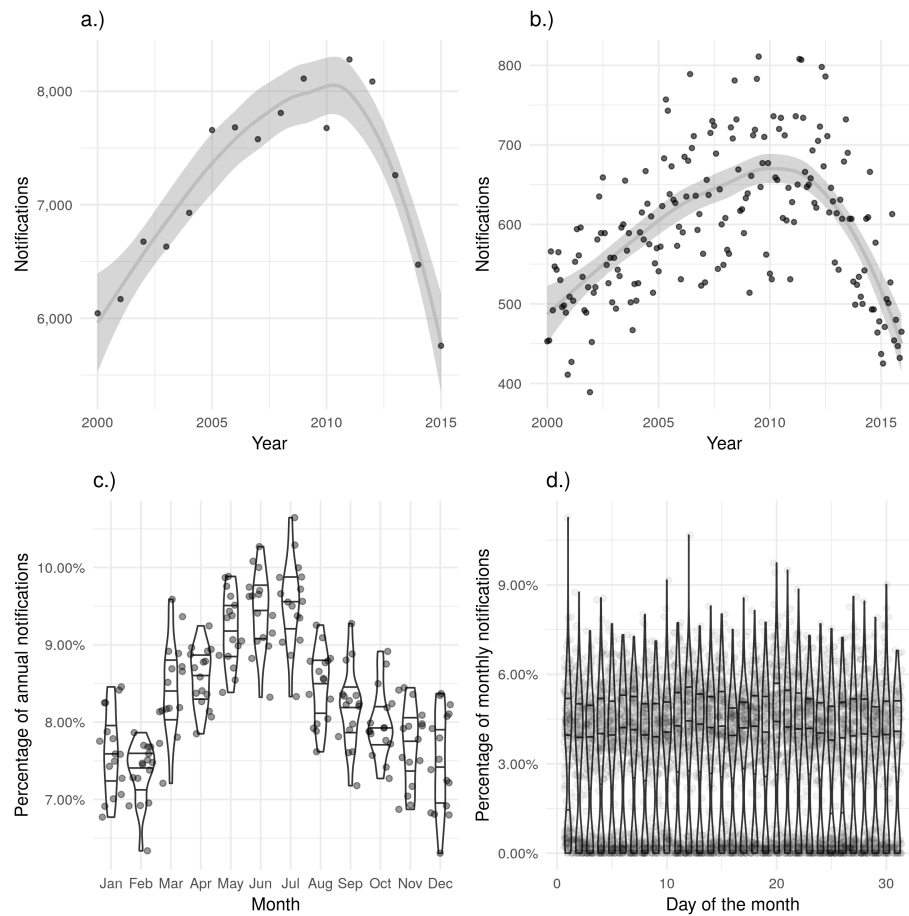 a.)
8,000
7,000
6,000
Notifications
2000 2005 2010 2015
Year
b.)
800
700
600
500
400
Notifications
2000 2005 2010 2015
Year
c.)
10.00%
9.00%
8.00%
7.00%
Percentage of annual notifications
Jan Feb Mar Apr May Jun Jul Aug Sep Oct Nov Dec
Month
d.)
9.00%
6.00%
3.00%
0.00%
Percentage of monthly notifications
0 10 20 30
Day of the month